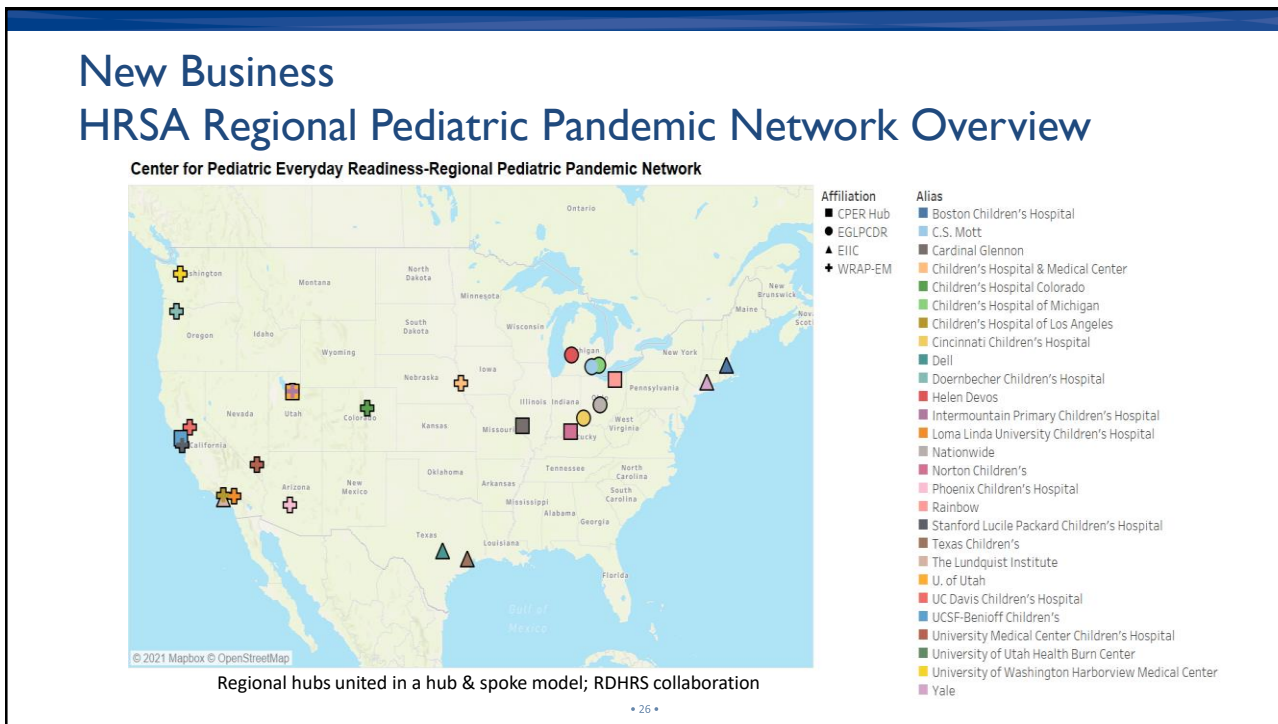 New Business
HRSA Regional Pediatric Pandemic Network Overview
Center for Pediatric Everyday Readiness-Regional Pediatric Pandemic Network
Affiliation
CPER Hub
EGLPCDR
EIIC
WRAP-EM
Alias
Boston Children's Hospital
C.S. Mott
Cardinal Glennon
Children's Hospital & Medical Center
Children's Hospital Colorado
Children's Hospital of Michigan
Children's Hospital of Los Angeles
Cincinnati Children's Hospital
Dell
Doernbecher Children's Hospital
Helen Devos
Intermountain Primary Children's Hospital
Loma Linda University Children's Hospital
Nationwide
Norton Children's
Phoenix Children's Hospital
Rainbow
Stanford Lucile Packard Children's Hospital
Texas Children's
The Lundquist Institute
U. of Utah
UC Davis Children's Hospital
UCSF-Benioff Children's
University Medical Center Children's Hospital
University of Utah Health Burn Center
University of Washington Harborview Medical Center
Yale
Ontario
North
Dakota
Montana
Minnesota
New
Brunswick
Maine
South
Dakota
Wisconsin
Oregon
Idaho
Wyoming
New York
Nebraska
Iowa
Pennsylvania
Illinois
Indiana
Nevada
Utah
Kansas
West
Virginia
Oklahoma
Tennessee
North
Carolina
Arizona
New
Mexico
Arkansas
South
Carolina
Mississippi
Alabama
Georgia
Texas
Louisiana
Florida
Gulf of
Mexico
© 2021 Mapbox © OpenStreetMap
Regional hubs united in a hub & spoke model; RDHRS collaboration
• 26 •